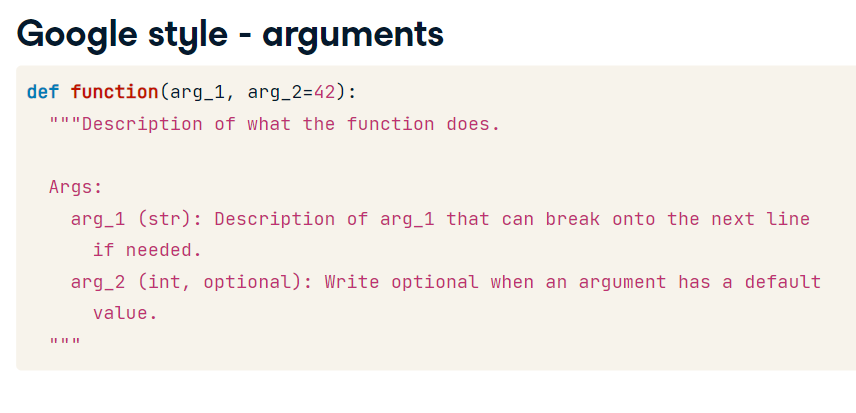 Google style - arguments
def function(arg_1, arg_2=42):
"""Description of what the function does.
Args:
arg_1 (str): Description of arg_1 that can break onto the next line
if needed.
arg_2 (int, optional): Write optional when an argument has a default
value.
"""